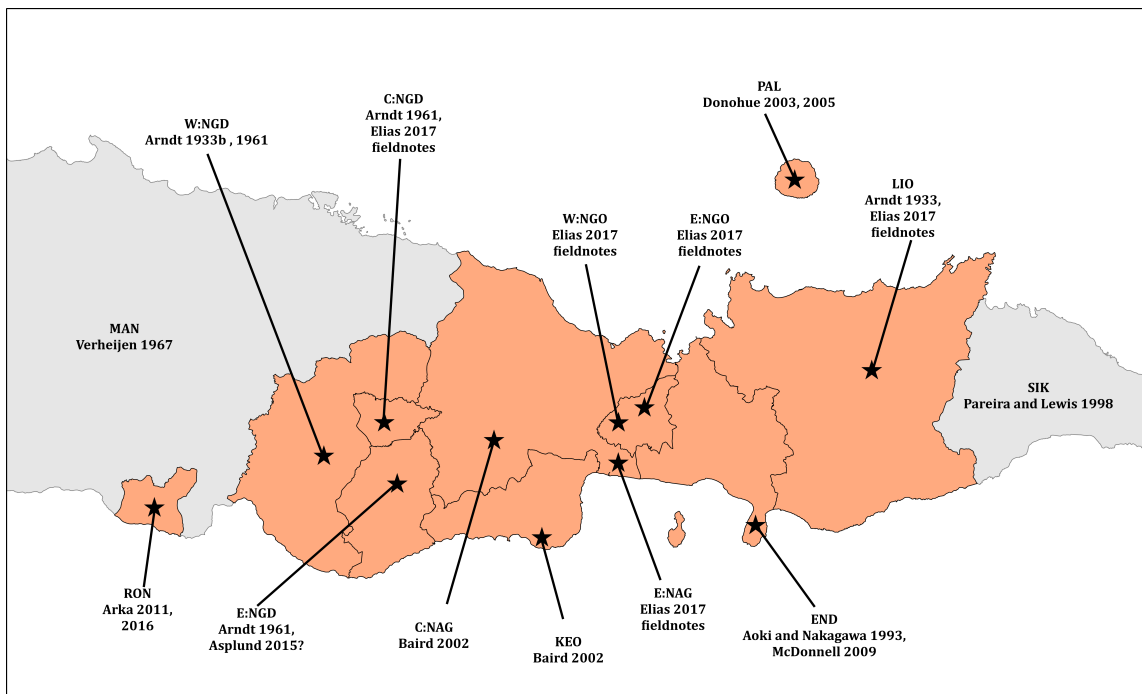 PAL
Donohue 2003, 2005
C:NGD
Arndt 1961,
Elias 2017
fieldnotes
W:NGD
Arndt 1933b , 1961
LIO
Arndt 1933,
Elias 2017
fieldnotes
W:NGO
Elias 2017
fieldnotes
E:NGO
Elias 2017
fieldnotes
MAN
Verheijen 1967
SIK
Pareira and Lewis 1998
RON
Arka 2011,
2016
E:NGD
Arndt 1961,
Asplund 2015?
C:NAG
Baird 2002
KEO
Baird 2002
E:NAG
Elias 2017
fieldnotes
END
Aoki and Nakagawa 1993,
McDonnell 2009